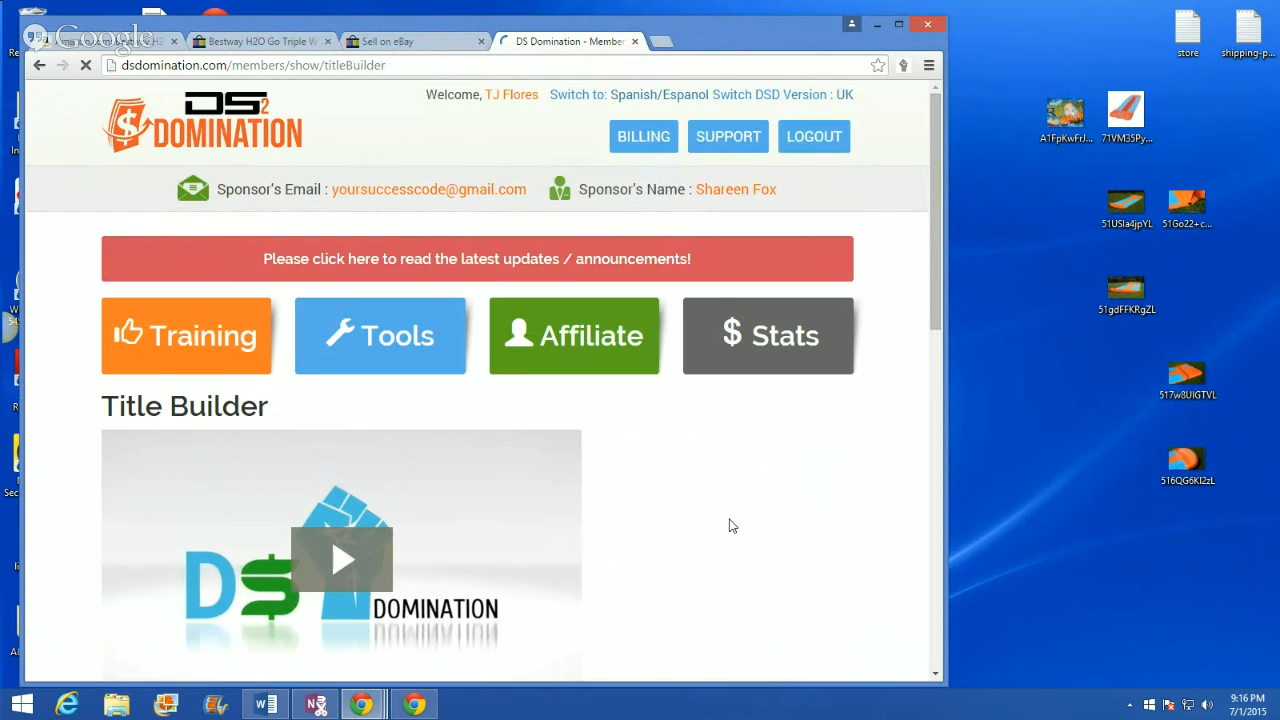 Google
Bestway H2O Go Triple W
Sell on eBay
DS Domination - Member
dsdomination.com/members/show/titleBuilder
store
shipping-p...
DS2
DOMINATION
Welcome, TJ Flores Switch to: Spanish/Espanol Switch DSD Version : UK
BILLING SUPPORT LOGOUT
Sponsor's Email : yoursuccesscode@gmail.com Sponsor's Name : Shareen Fox
Please click here to read the latest updates / announcements!
Training
Tools
Affiliate
$ Stats
Title Builder
D$ DOMINATION
A1FpKwFrJ...
71VM35Py...
51USla4jpYL
51Go22+c...
51gdFFKRgZL
517w8UIGTVL
516QG6KI2zL
9:16 PM
7/1/2015